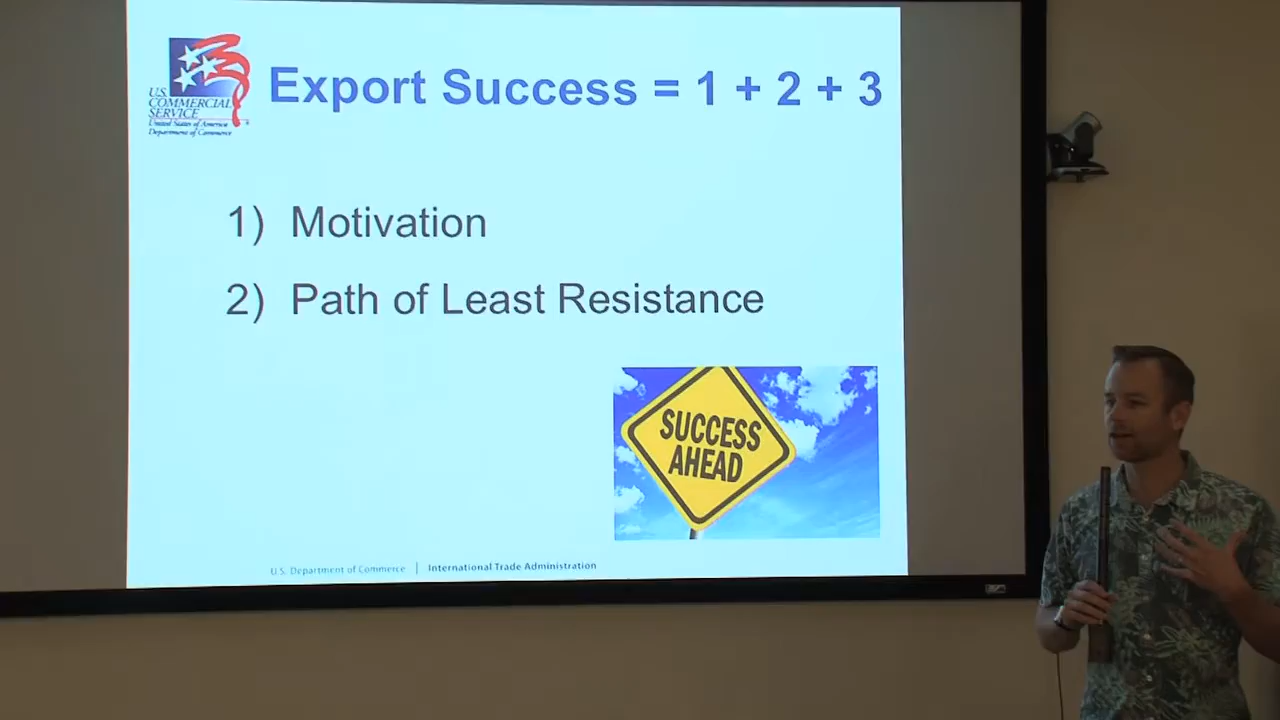 U.S.
COMMERCIAL
SERVICE
United States of America
Department of Commerce
Export Success = 1 + 2 + 3
1) Motivation
2) Path of Least Resistance
SUCCESS
AHEAD
U.S. Department of Commerce | International Trade Administration